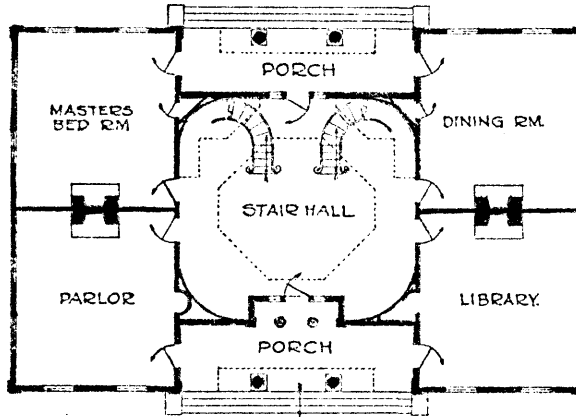 PORCH
MASTERS
BED RM.
DINING RM.
STAIR HALL
PARLOR
LIBRARY.
PORCH